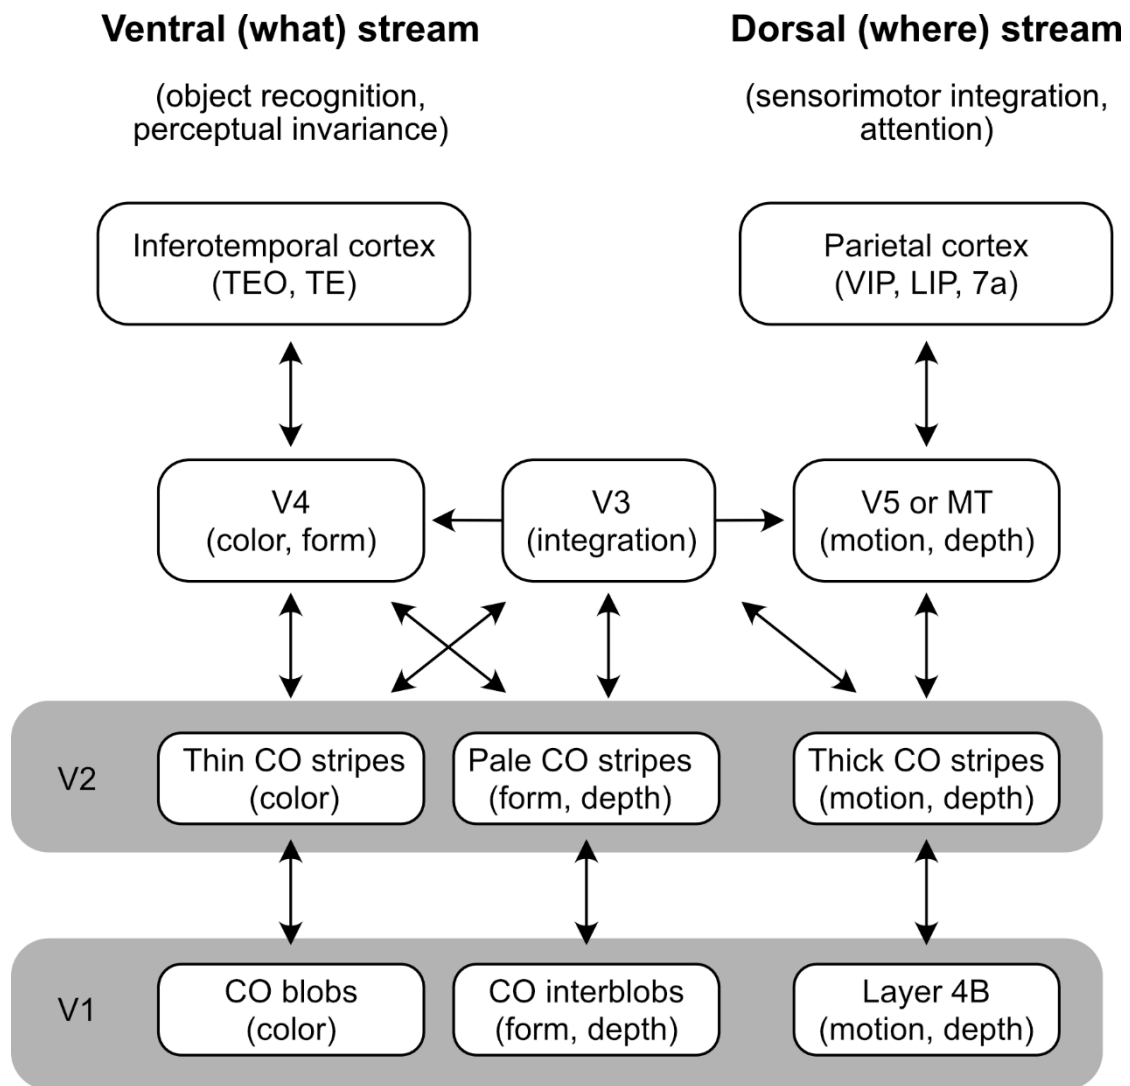 Ventral (what) stream
(object recognition,
perceptual invariance)
Dorsal (where) stream
(sensorimotor integration,
attention)
Inferotemporal cortex
(TEO, TE)
Parietal cortex
(VIP, LIP, 7a)
V4
(color, form)
V3
(integration)
V5 or MT
(motion, depth)
V2
Thin CO stripes
(color)
Pale CO stripes
(form, depth)
Thick CO stripes
(motion, depth)
V1
CO blobs
(color)
CO interblobs
(form, depth)
Layer 4B
(motion, depth)